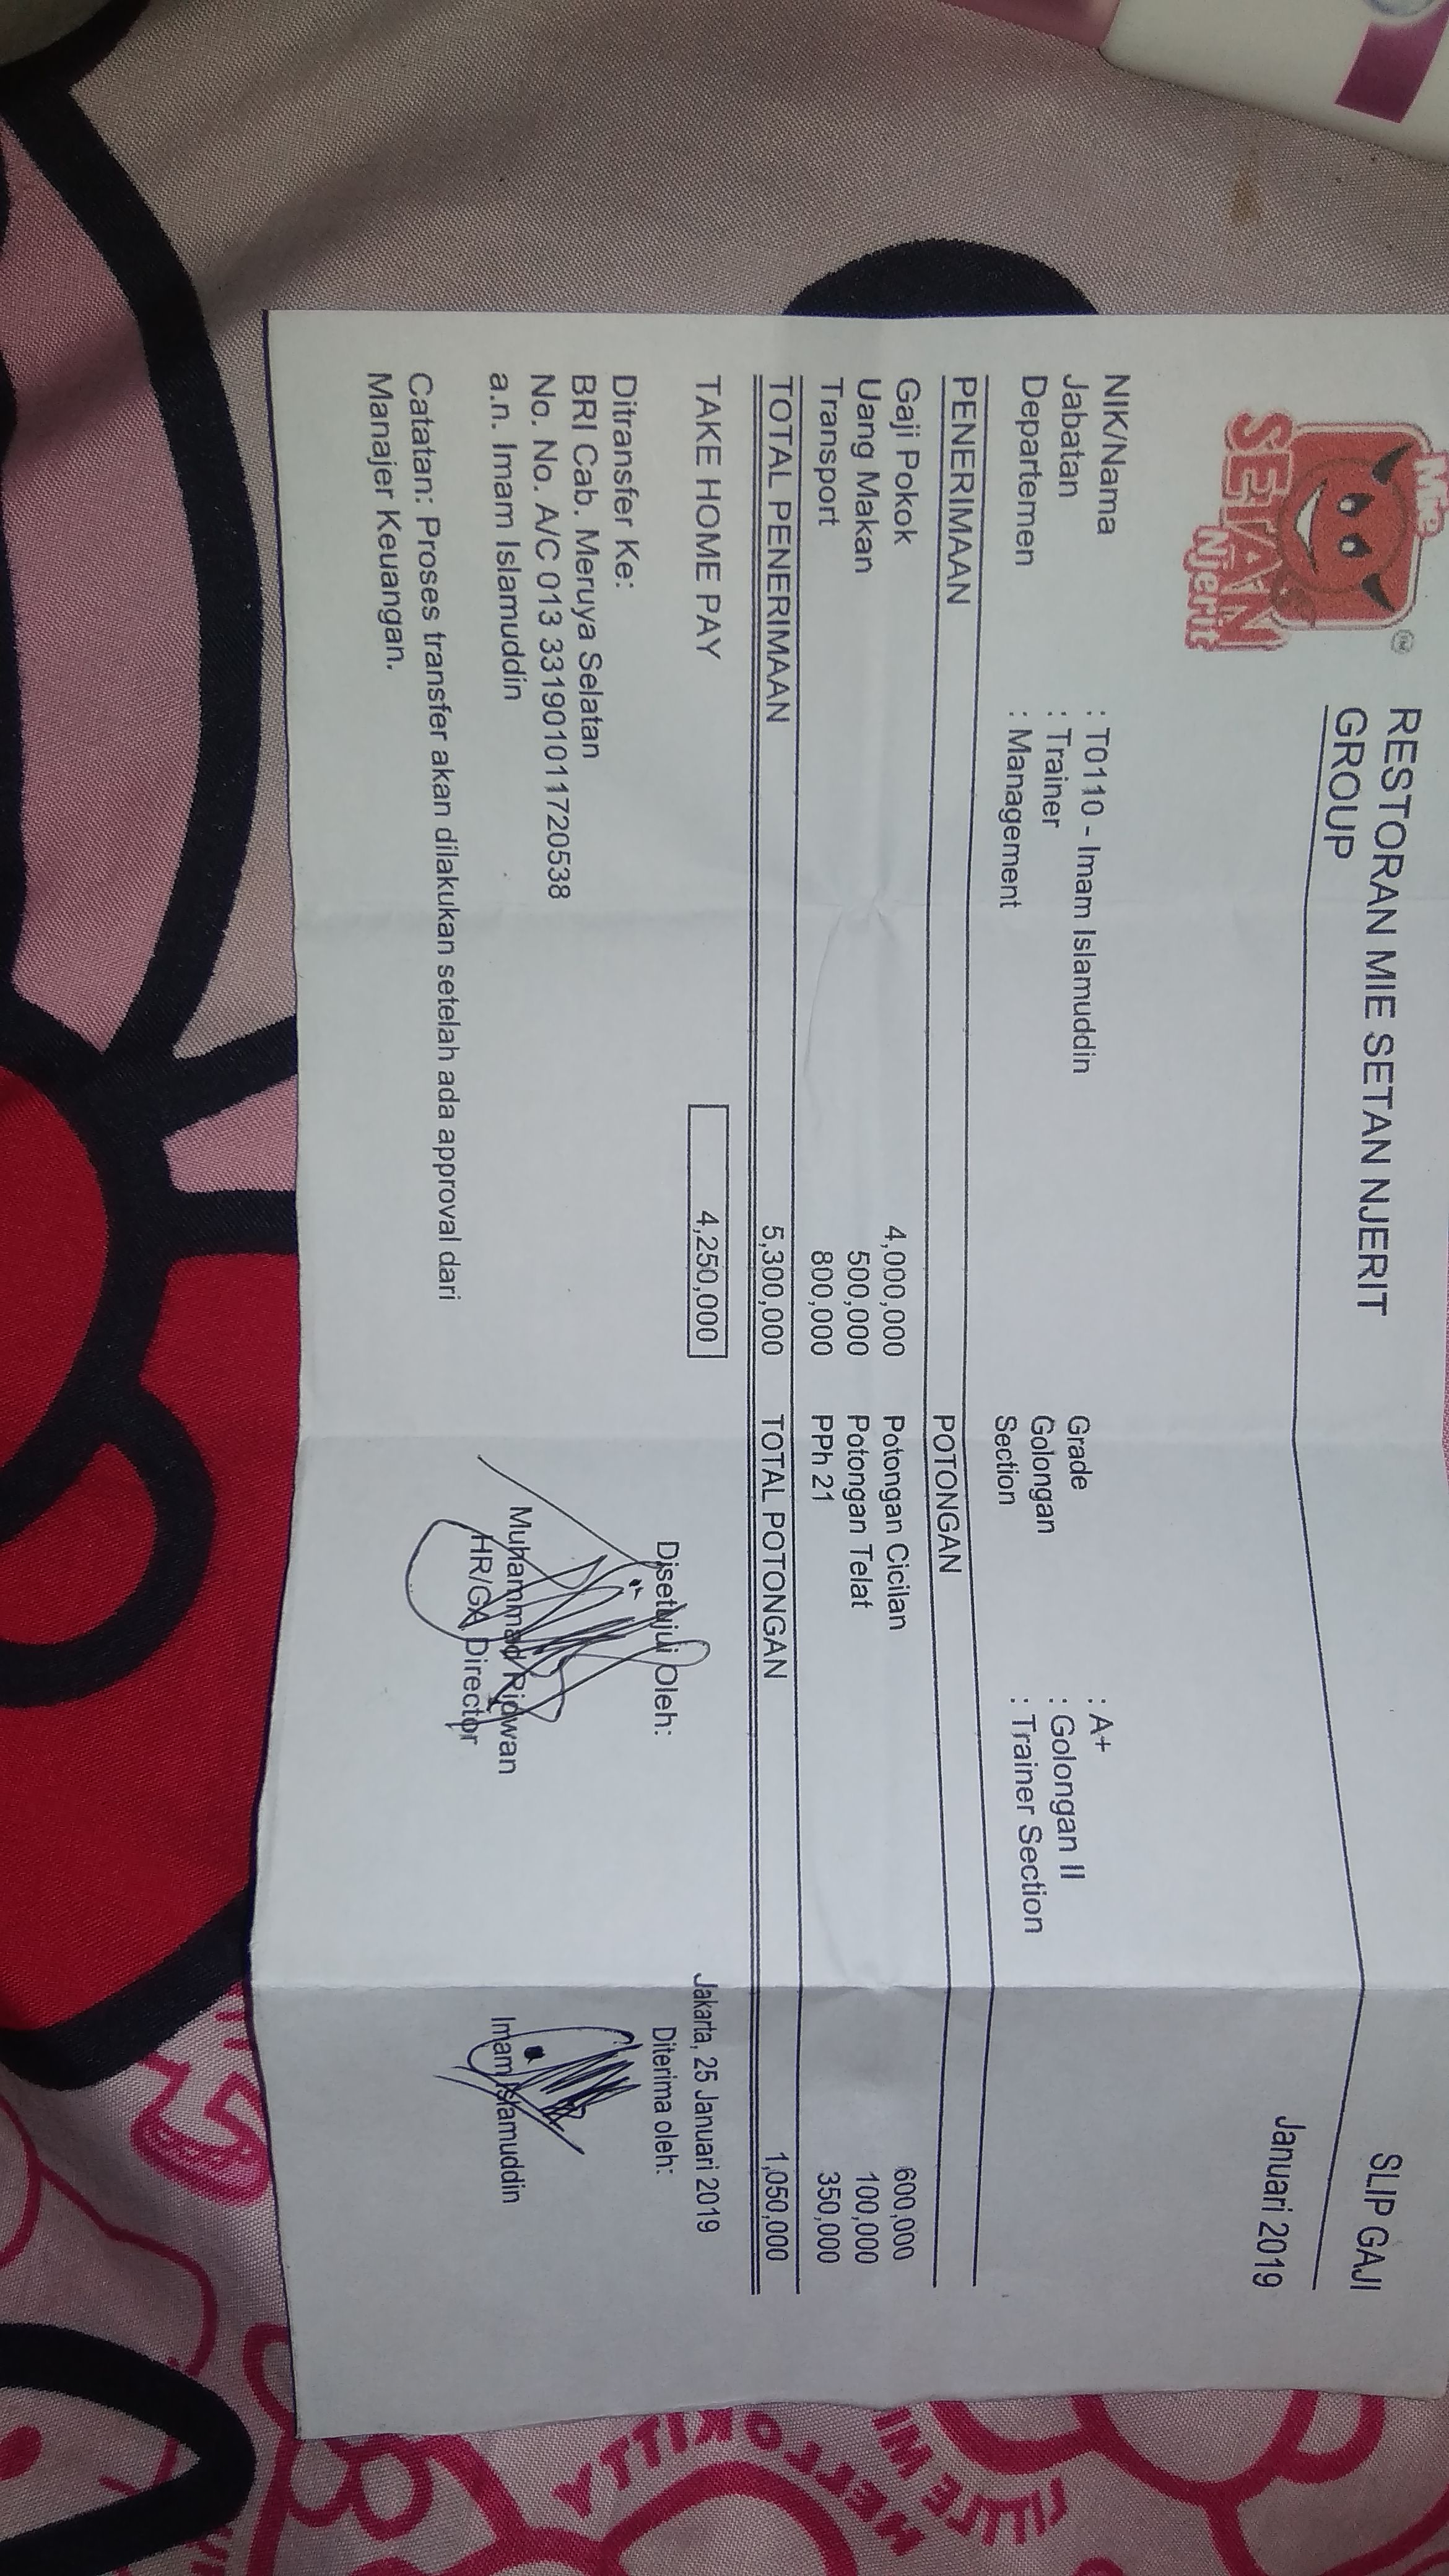 Mie
SETAN
Njerit
RESTORAN MIE SETAN NJERIT
GROUP
SLIP GAJI
Januari 2019
NIK/Nama : T0110 - Imam Islamuddin Grade : A+
Jabatan : Trainer Golongan : Golongan II
Departemen : Management Section : Trainer Section
PENERIMAAN POTONGAN
Gaji Pokok 4,000,000 Potongan Cicilan 600,000
Uang Makan 500,000 Potongan Telat 100,000
Transport 800,000 PPh 21 350,000
TOTAL PENERIMAAN 5,300,000 TOTAL POTONGAN 1,050,000
TAKE HOME PAY 4,250,000
Jakarta, 25 Januari 2019
Ditransfer Ke: Disetujui Oleh: Diterima oleh:
BRI Cab. Meruya Selatan
No. No. A/C 013 331901011720538
a.n. Imam Islamuddin
Muhammad Ridwan Imam Islamuddin
HR/GA Director
Catatan: Proses transfer akan dilakukan setelah ada approval dari
Manajer Keuangan.